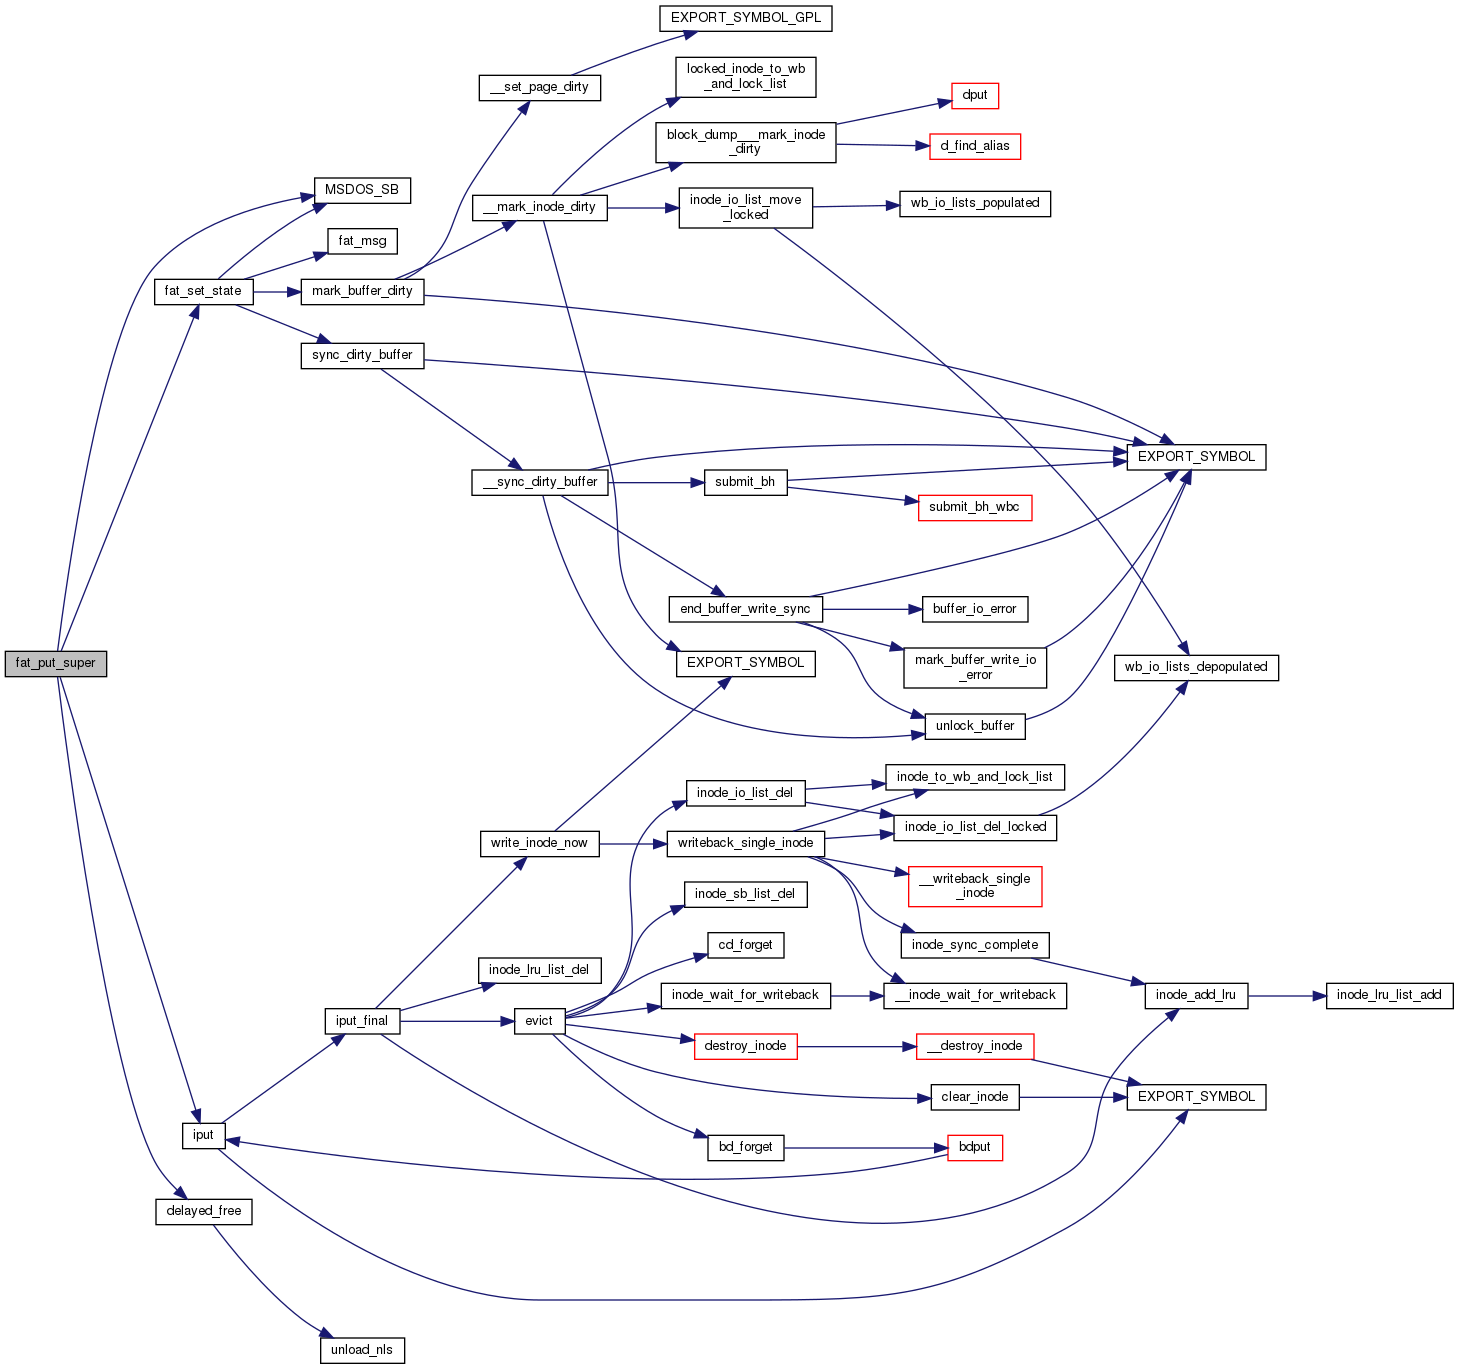 EXPORT_SYMBOL_GPL
locked_inode_to_wb
_and_lock_list
__set_page_dirty
dput
block_dump___mark_inode
_dirty
d_find_alias
MSDOS_SB
__mark_inode_dirty
inode_io_list_move
_locked
wb_io_lists_populated
fat_msg
fat_set_state
mark_buffer_dirty
sync_dirty_buffer
EXPORT_SYMBOL
__sync_dirty_buffer
submit_bh
submit_bh_wbc
end_buffer_write_sync
buffer_io_error
fat_put_super
EXPORT_SYMBOL
mark_buffer_write_io
_error
wb_io_lists_depopulated
unlock_buffer
inode_io_list_del
inode_to_wb_and_lock_list
inode_io_list_del_locked
write_inode_now
writeback_single_inode
__writeback_single
_inode
inode_sb_list_del
cd_forget
inode_sync_complete
inode_lru_list_del
inode_wait_for_writeback
__inode_wait_for_writeback
inode_add_lru
inode_lru_list_add
iput_final
evict
destroy_inode
__destroy_inode
clear_inode
EXPORT_SYMBOL
iput
bd_forget
bdput
delayed_free
unload_nls